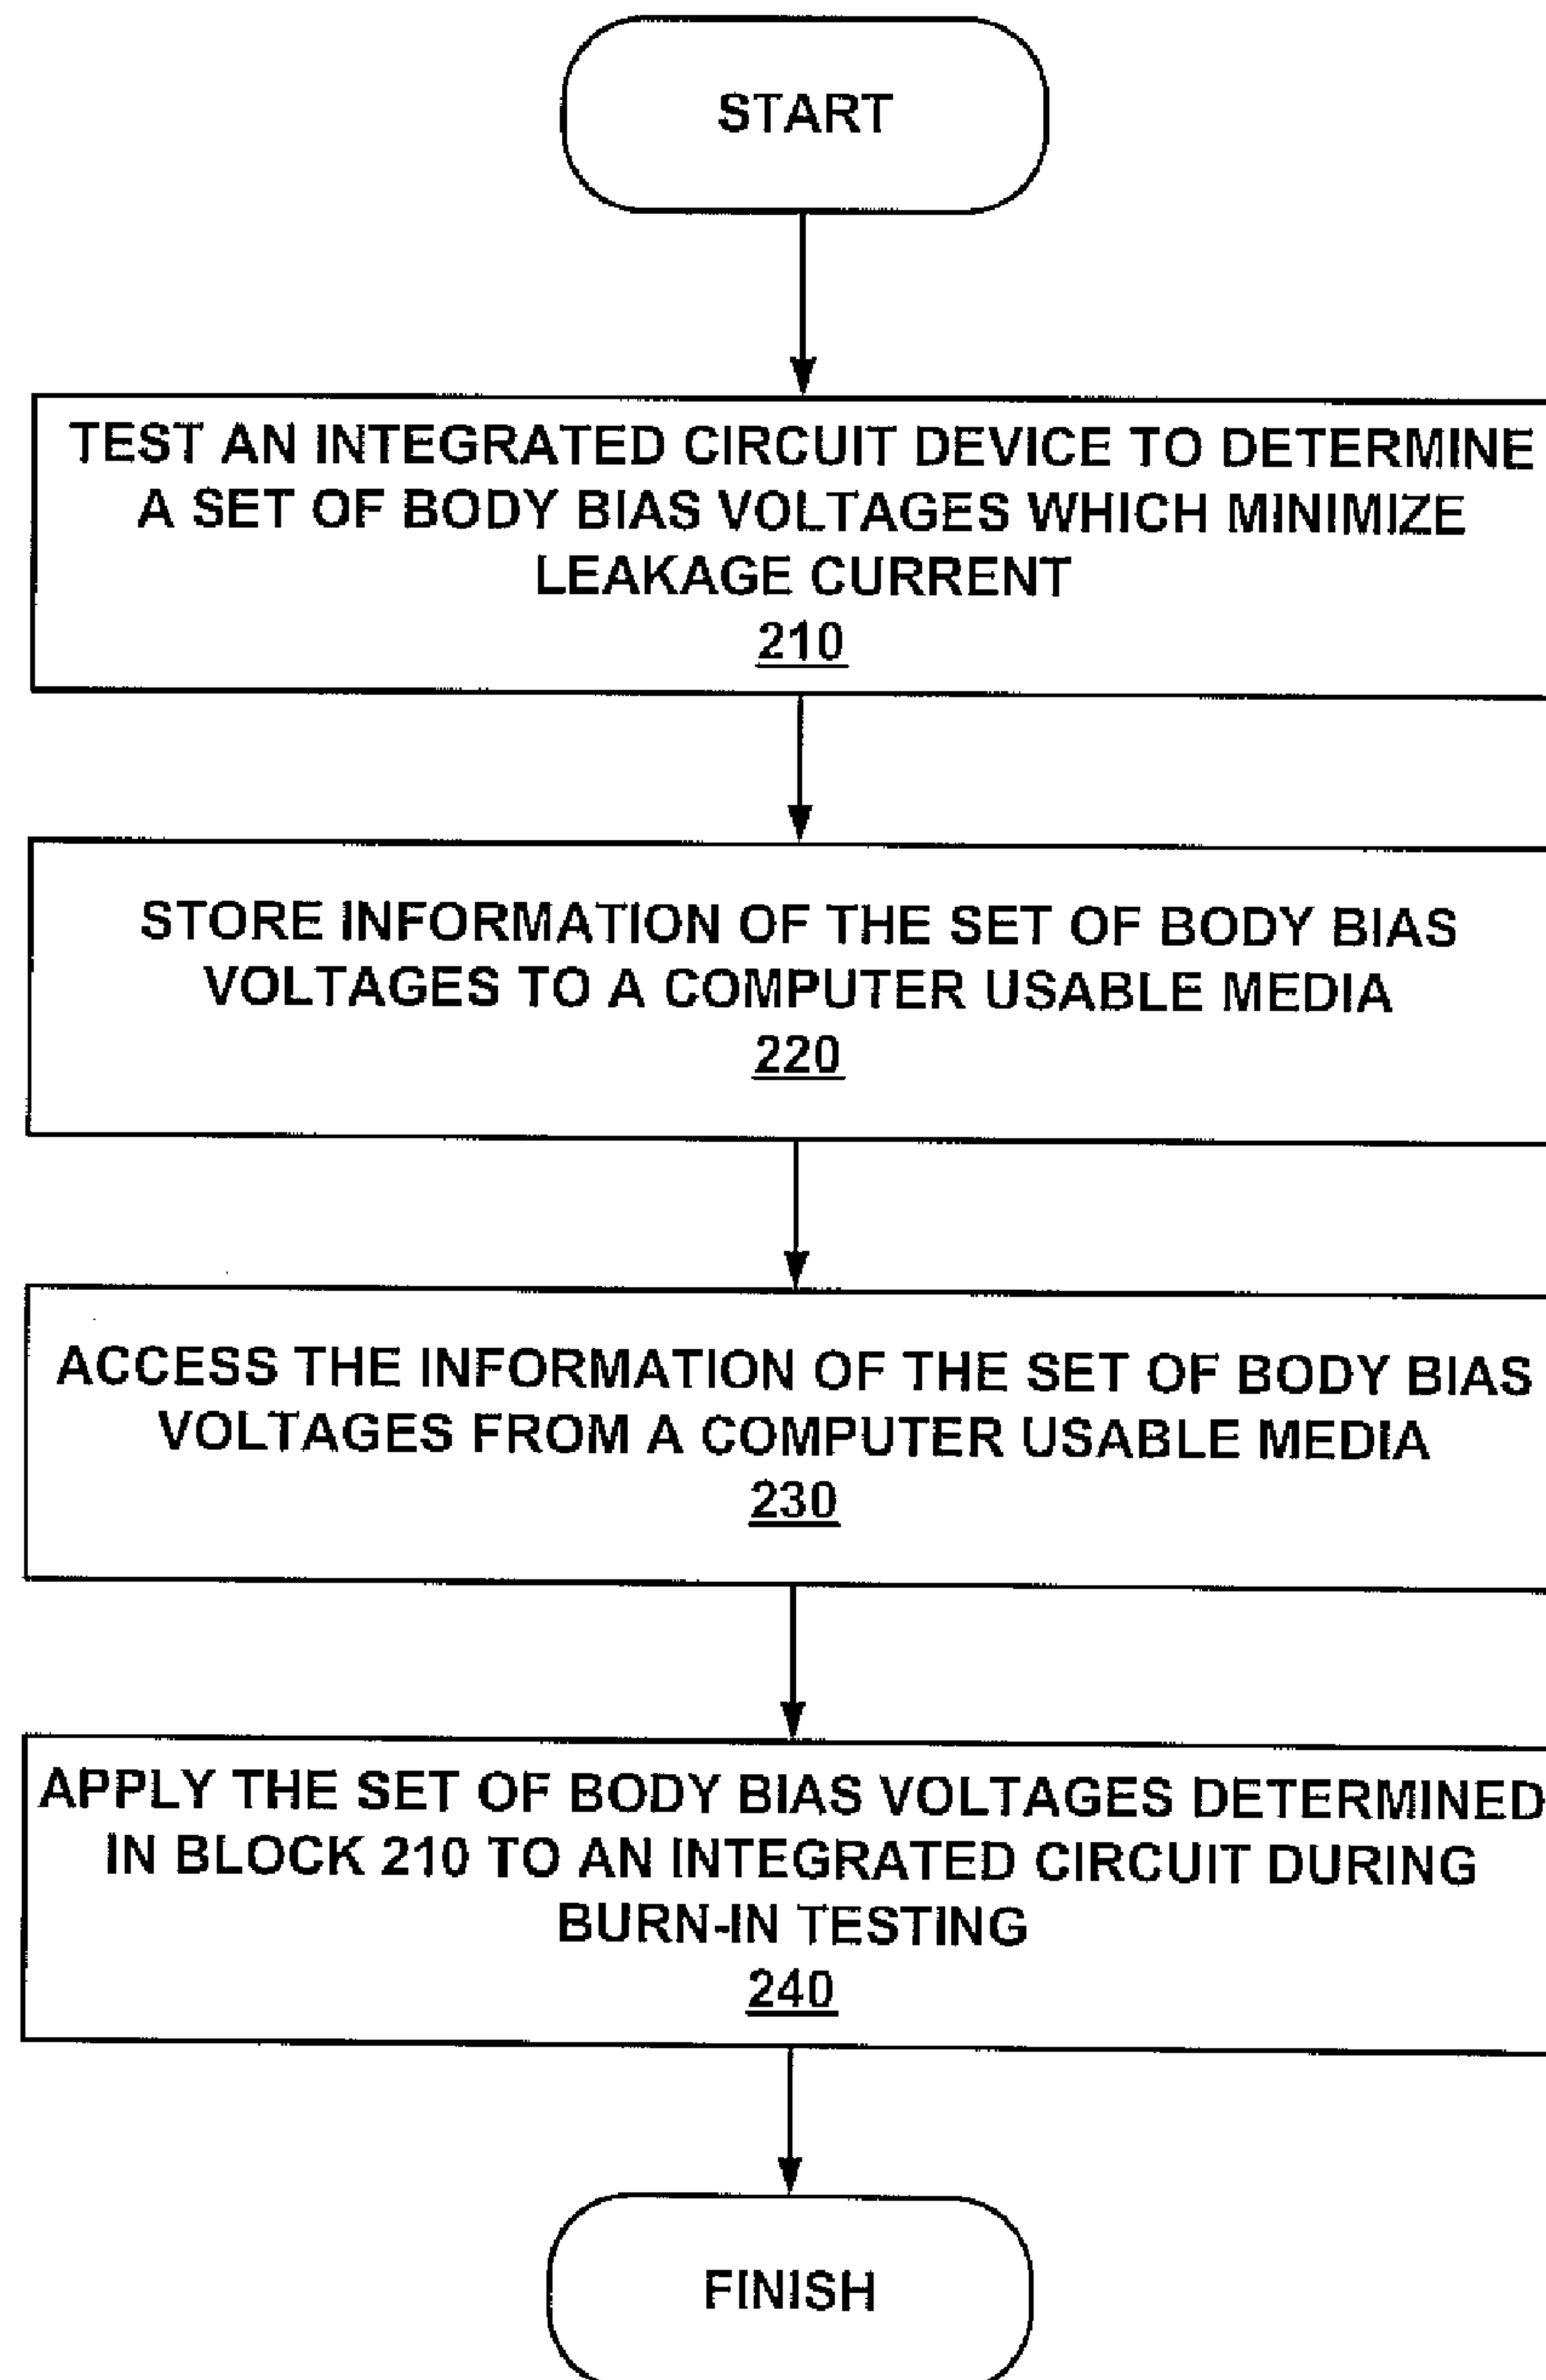 START
TEST AN INTEGRATED CIRCUIT DEVICE TO DETERMINE
A SET OF BODY BIAS VOLTAGES WHICH MINIMIZE
LEAKAGE CURRENT
210
STORE INFORMATION OF THE SET OF BODY BIAS
VOLTAGES TO A COMPUTER USABLE MEDIA
220
ACCESS THE INFORMATION OF THE SET OF BODY BIAS
VOLTAGES FROM A COMPUTER USABLE MEDIA
230
APPLY THE SET OF BODY BIAS VOLTAGES DETERMINED
IN BLOCK 210 TO AN INTEGRATED CIRCUIT DURING
BURN-IN TESTING
240
FINISH